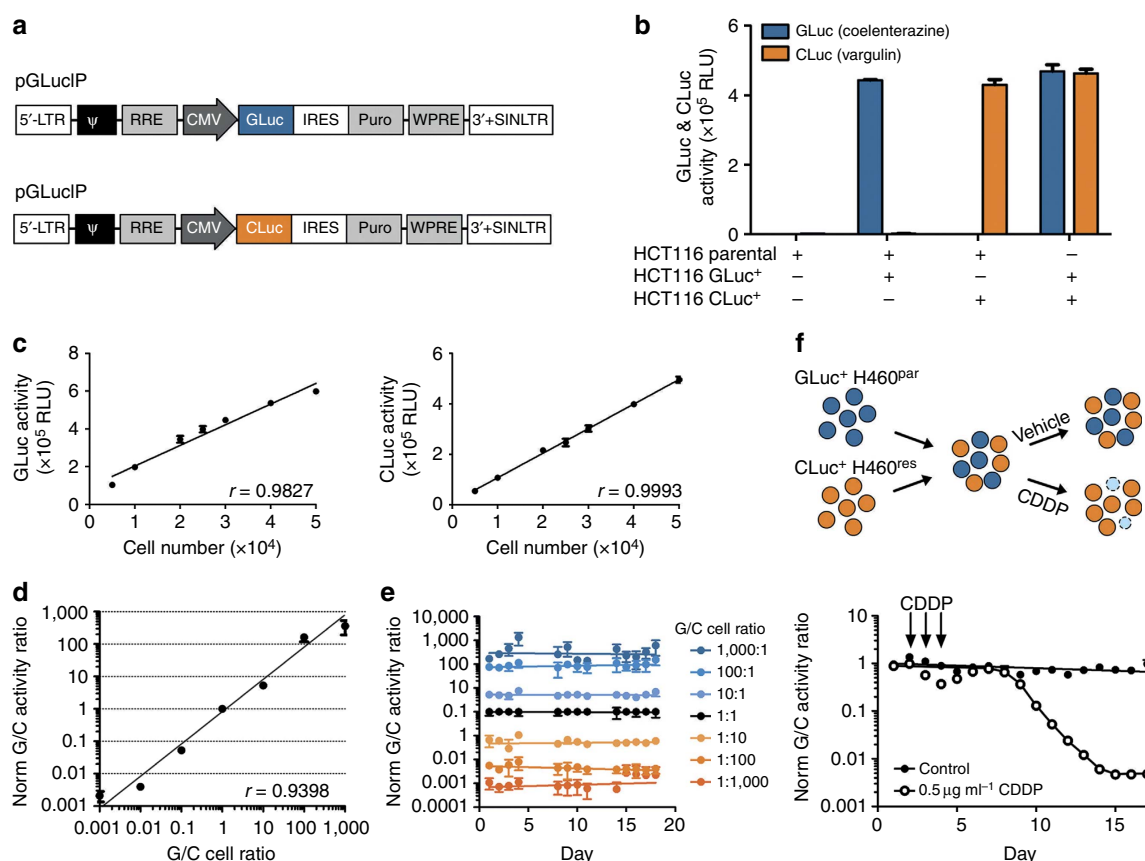 a
pGLucIP
5′-LTR ψ RRE CMV GLuc IRES Puro WPRE 3′+SINLTR
pGLucIP
5′-LTR ψ RRE CMV CLuc IRES Puro WPRE 3′+SINLTR
b
GLuc & CLuc
activity (×10⁵ RLU)
6
4
2
0
GLuc (coelenterazine)
CLuc (vargulin)
HCT116 parental + + + –
HCT116 GLuc⁺ – + – +
HCT116 CLuc⁺ – – + +
c
GLuc activity
(×10⁵ RLU)
8
6
4
2
0
r = 0.9827
0 1 2 3 4 5
Cell number (×10⁴)
CLuc activity
(×10⁵ RLU)
6
4
2
0
r = 0.9993
0 1 2 3 4 5
Cell number (×10⁴)
f
GLuc⁺ H460ᵖᵃʳ
CLuc⁺ H460ʳᵉˢ
Vehicle
CDDP
d
Norm G/C activity ratio
1,000
100
10
1
0.1
0.01
0.001
r = 0.9398
0.001 0.01 0.1 1 10 100 1,000
G/C cell ratio
e
Norm G/C activity ratio
10,000
1,000
100
10
0.1
0.1
0.01
0.001
0.0001
0 5 10 15 20
Day
G/C cell ratio
1,000:1
100:1
10:1
1:1
1:10
1:100
1:1,000
Norm G/C activity ratio
10
1
0.1
0.01
0.001
CDDP
Control
0.5 µg ml⁻¹ CDDP
0 5 10 15
Day